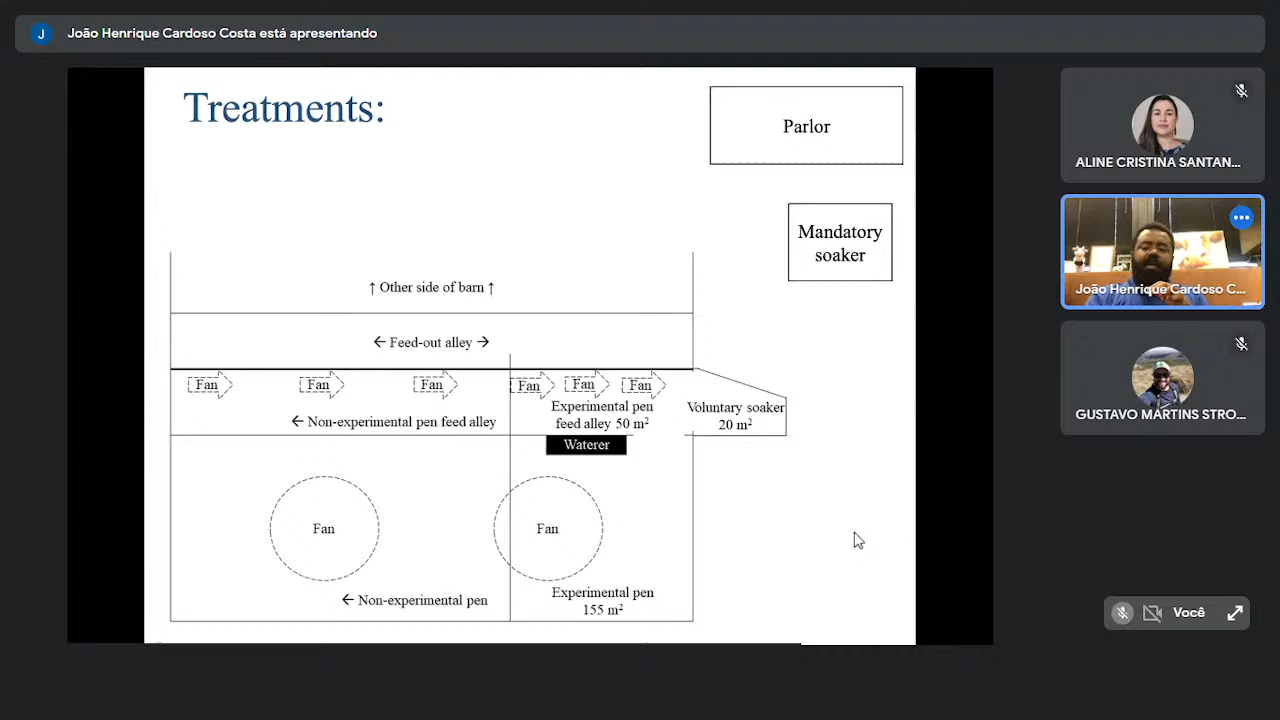 J
João Henrique Cardoso Costa está apresentando
Treatments:
Parlor
Mandatory
soaker
↑ Other side of barn ↑
← Feed-out alley →
Fan
Fan
Fan
Fan
Fan
Fan
Experimental pen
feed alley 50 m²
Voluntary soaker
20 m²
← Non-experimental pen feed alley
Waterer
Fan
Fan
← Non-experimental pen
Experimental pen
155 m²
ALINE CRISTINA SANTAN...
João Henrique Cardoso C...
GUSTAVO MARTINS STRO...
Você